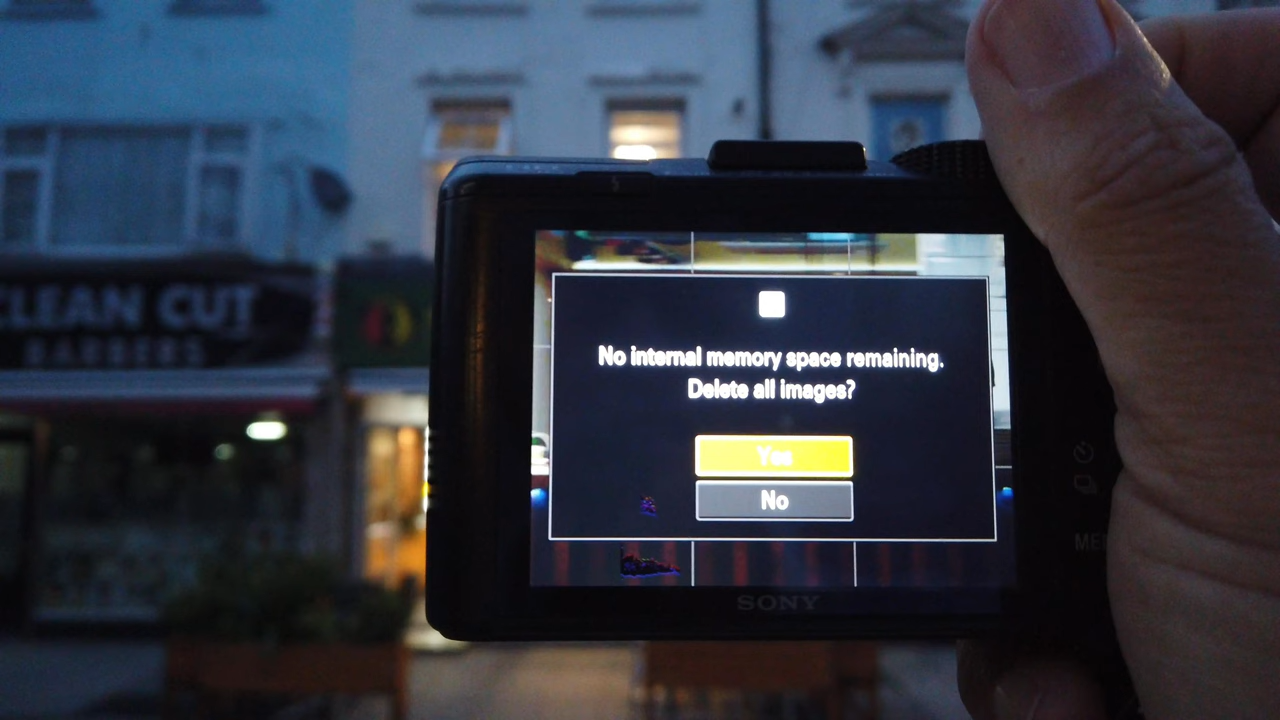 CLEAN CUT
BARBERS
No internal memory space remaining.
Delete all images?
Yes
No
SONY